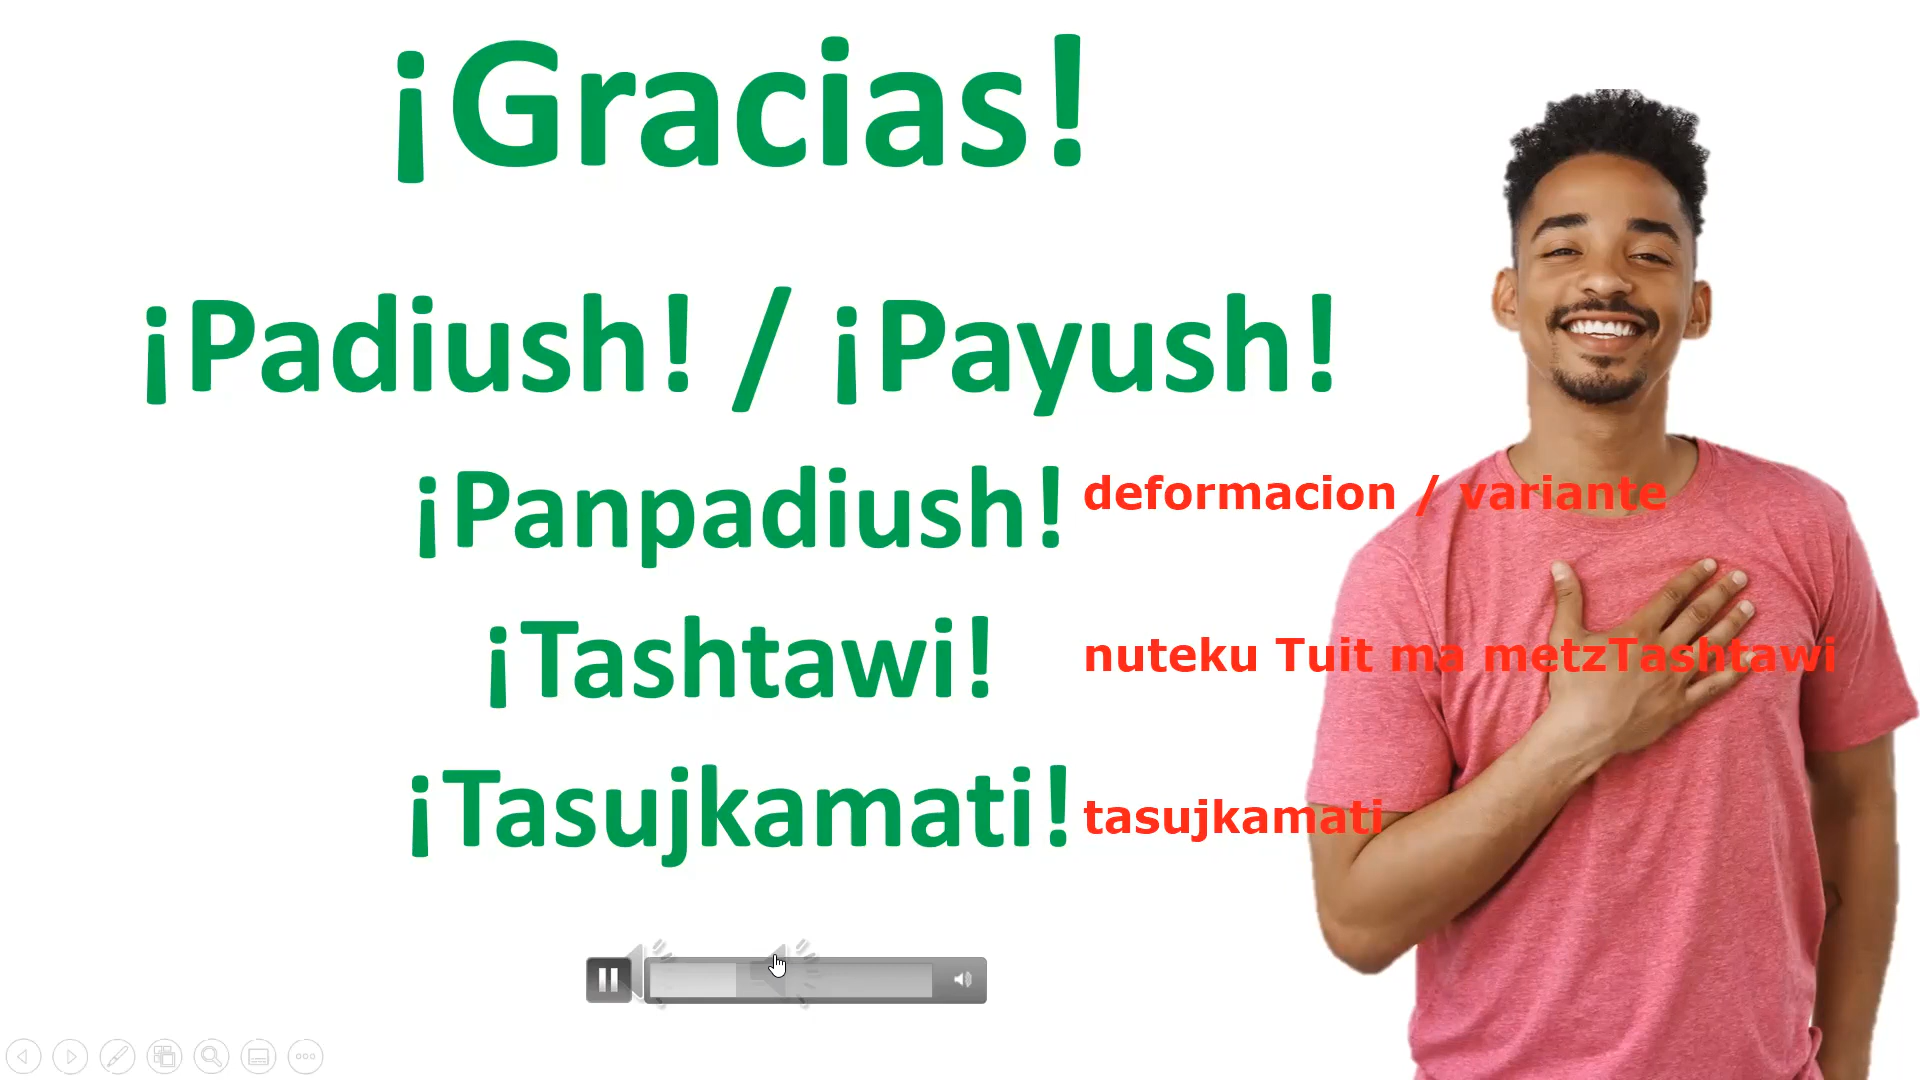 ¡Gracias!
¡Padiush! / ¡Payush!
¡Panpadiush! deformacion / variante
¡Tashtawi! nuteku Tuit ma metzTashtawi
¡Tasujkamati! tasujkamati